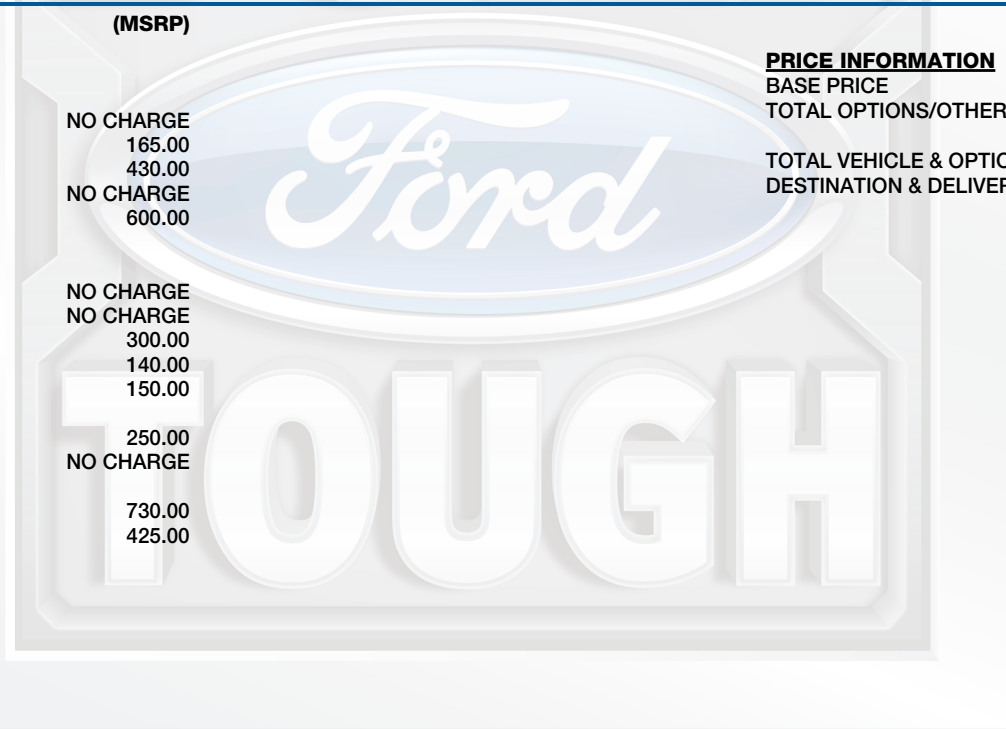 (MSRP)
NO CHARGE
165.00
430.00
NO CHARGE
600.00
NO CHARGE
NO CHARGE
300.00
140.00
150.00
250.00
NO CHARGE
730.00
425.00
PRICE INFORMATION
BASE PRICE
TOTAL OPTIONS/OTHER
TOTAL VEHICLE & OPTIO
DESTINATION & DELIVER
Ford
TOUGH